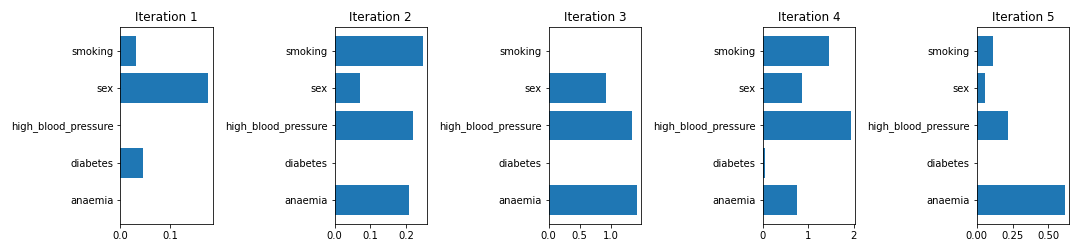 Iteration 1
smoking
sex
high_blood_pressure
diabetes
anaemia
0.0 0.1
Iteration 2
smoking
sex
high_blood_pressure
diabetes
anaemia
0.0 0.1 0.2
Iteration 3
smoking
sex
high_blood_pressure
diabetes
anaemia
0.0 0.5 1.0
Iteration 4
smoking
sex
high_blood_pressure
diabetes
anaemia
0 1 2
Iteration 5
smoking
sex
high_blood_pressure
diabetes
anaemia
0.00 0.25 0.50